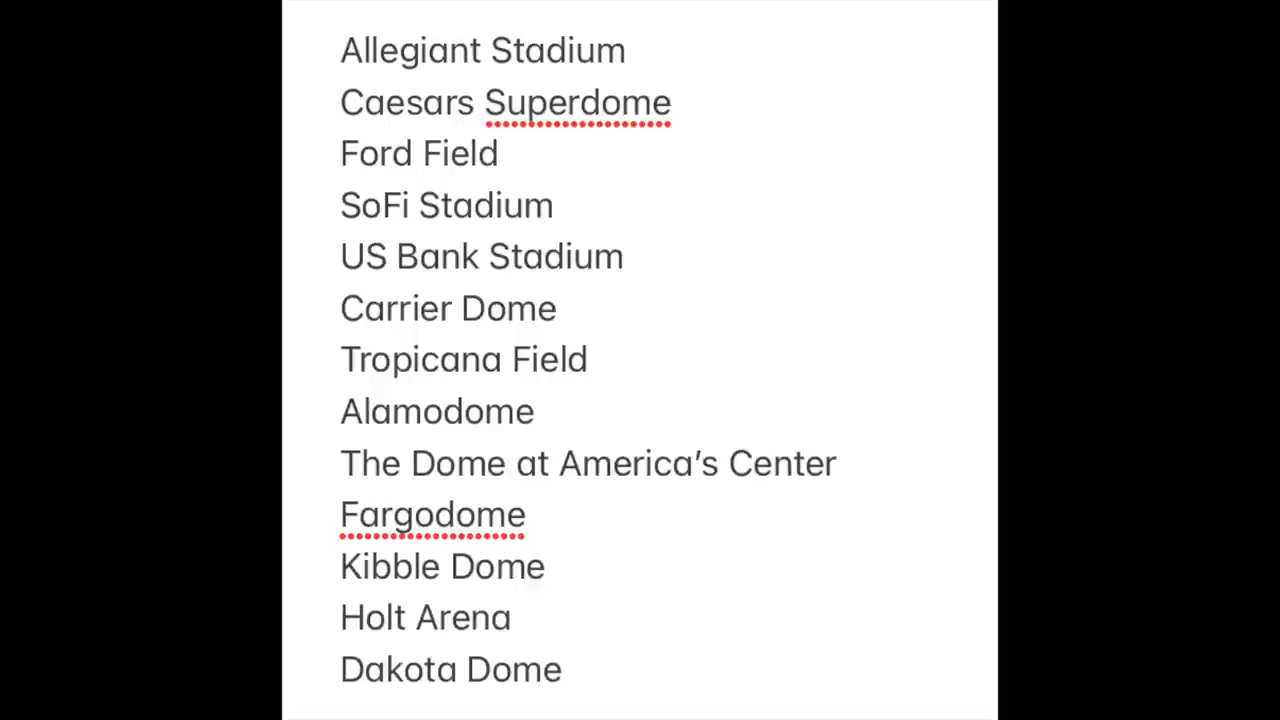 Allegiant Stadium
Caesars Superdome
Ford Field
SoFi Stadium
US Bank Stadium
Carrier Dome
Tropicana Field
Alamodome
The Dome at America’s Center
Fargodome
Kibble Dome
Holt Arena
Dakota Dome